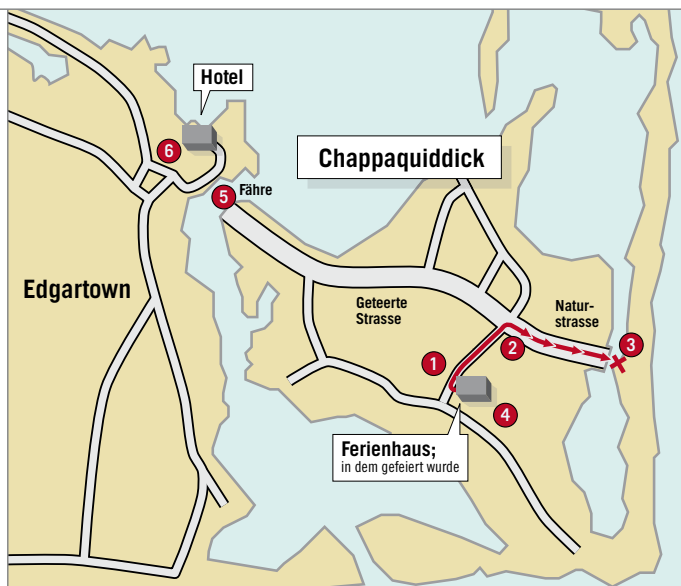 Hotel
6
Chappaquiddick
5
Fähre
Edgartown
Geteerte
Strasse
Natur-
strasse
1
2
3
4
Ferienhaus;
in dem gefeiert wurde